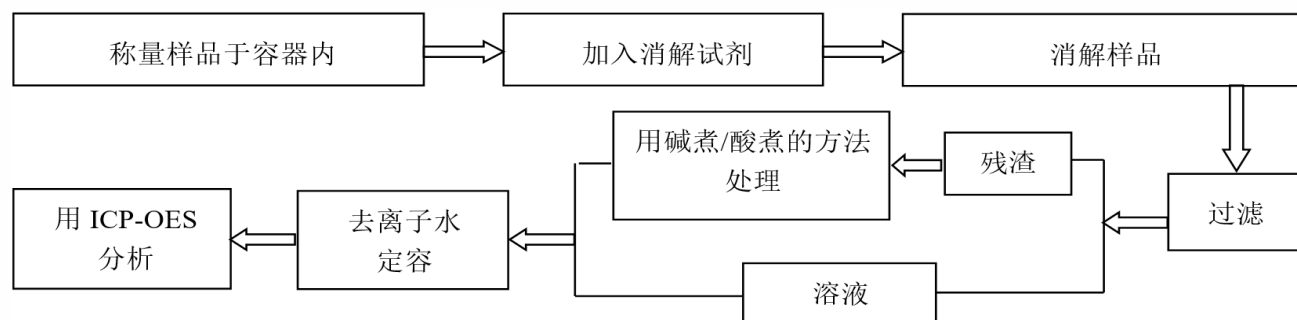 称量样品于容器内
加入消解试剂
消解样品
过滤
残渣
用碱煮/酸煮的方法
处理
溶液
去离子水
定容
用 ICP-OES
分析